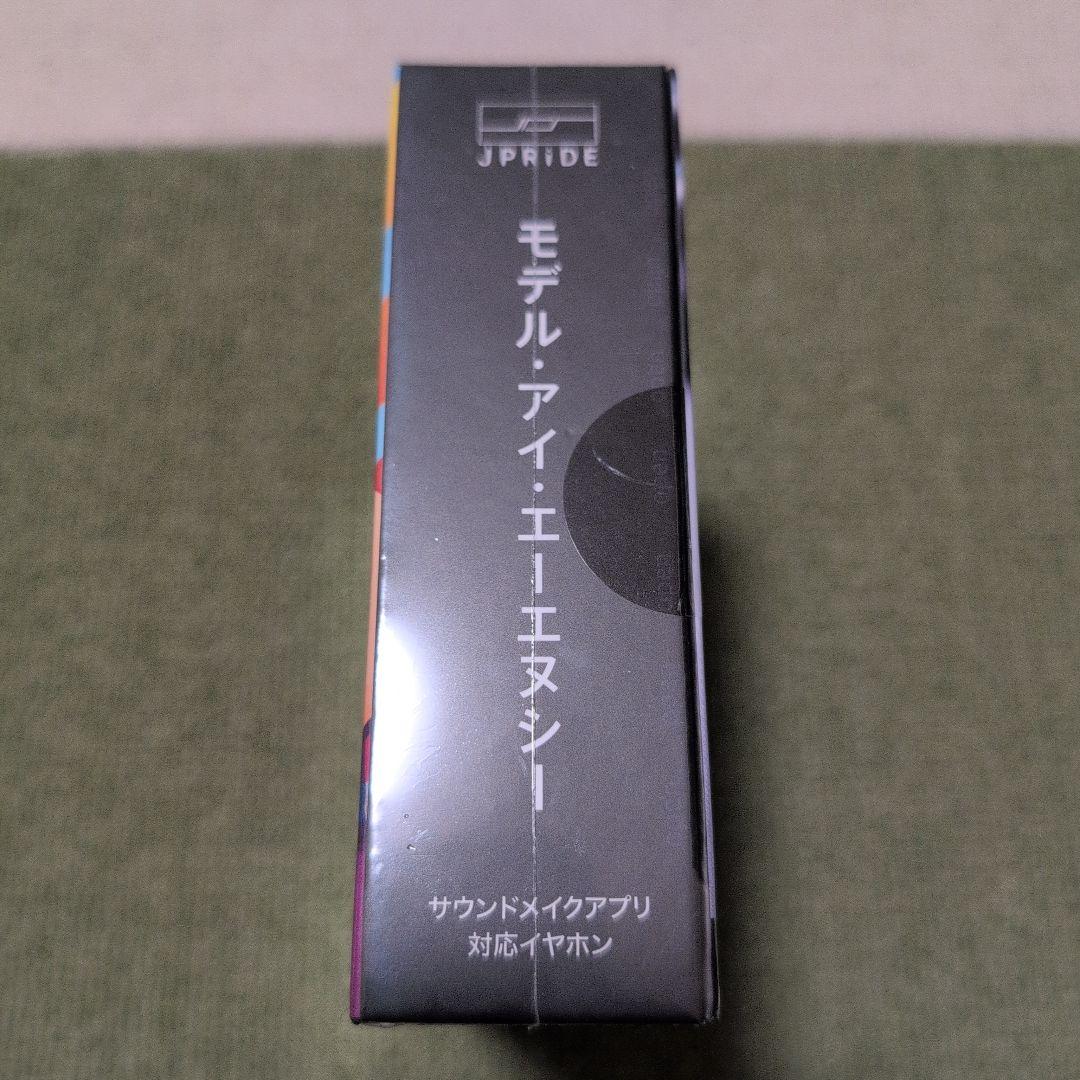 JPRiDE
モデル・アイ・エーエヌシー
サウンドメイクアプリ
対応イヤホン